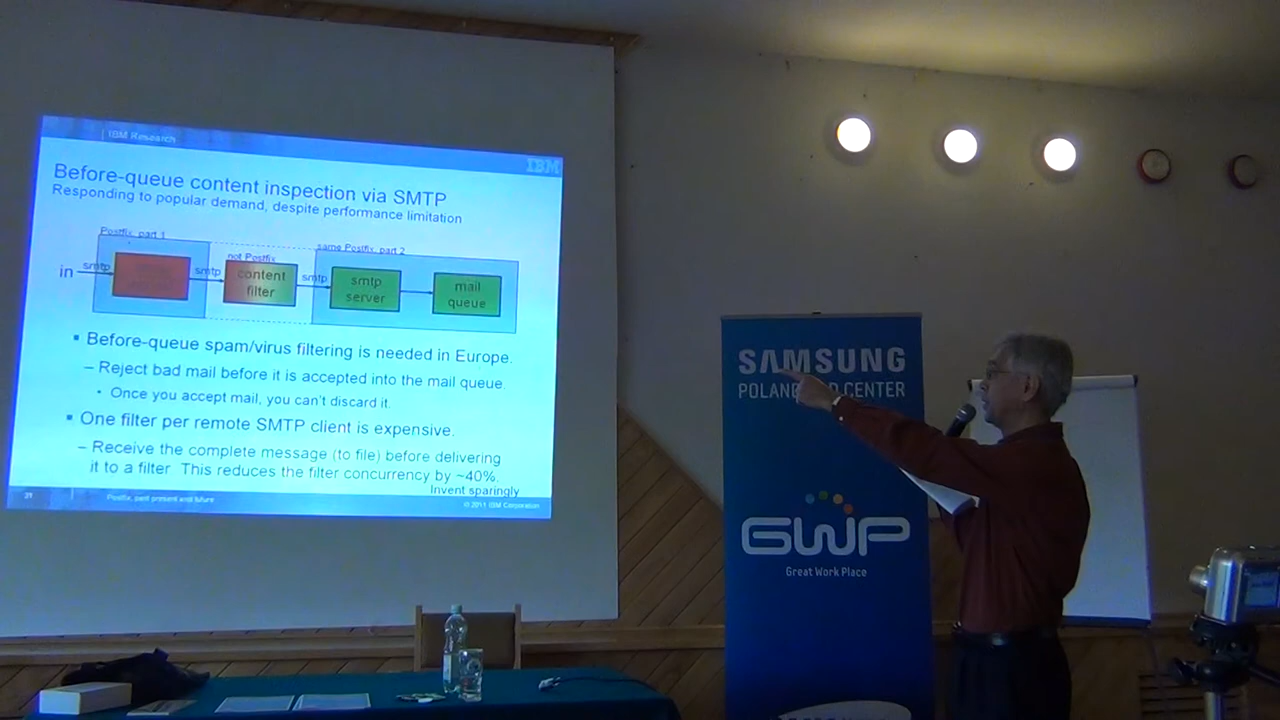 IBM Research
IBM
Before-queue content inspection via SMTP
Responding to popular demand, despite performance limitation
Postfix, part 1
not Postfix
same Postfix, part 2
in
smtp
smtp
content
filter
smtp
smtp
server
mail
queue
Before-queue spam/virus filtering is needed in Europe.
– Reject bad mail before it is accepted into the mail queue.
• Once you accept mail, you can't discard it.
One filter per remote SMTP client is expensive.
– Receive the complete message (to file) before delivering
it to a filter. This reduces the filter concurrency by ~40%.
Invent sparingly
Postfix, past present and future
© 2011 IBM Corporation
SAMSUNG
POLAND CENTER
GWP
Great Work Place